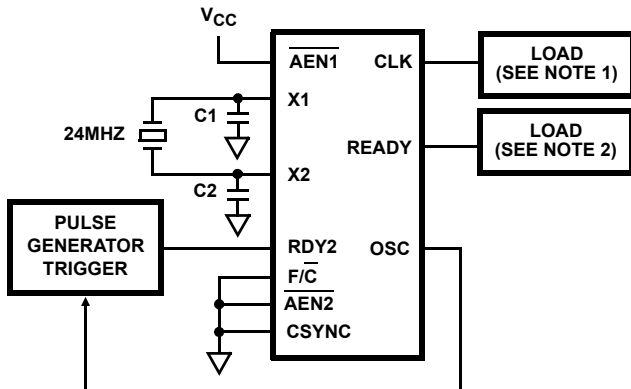 VCC
AEN1
CLK
LOAD
(SEE NOTE 1)
X1
C1
24MHZ
READY
LOAD
(SEE NOTE 2)
X2
C2
PULSE
GENERATOR
TRIGGER
RDY2
OSC
F/C
AEN2
CSYNC